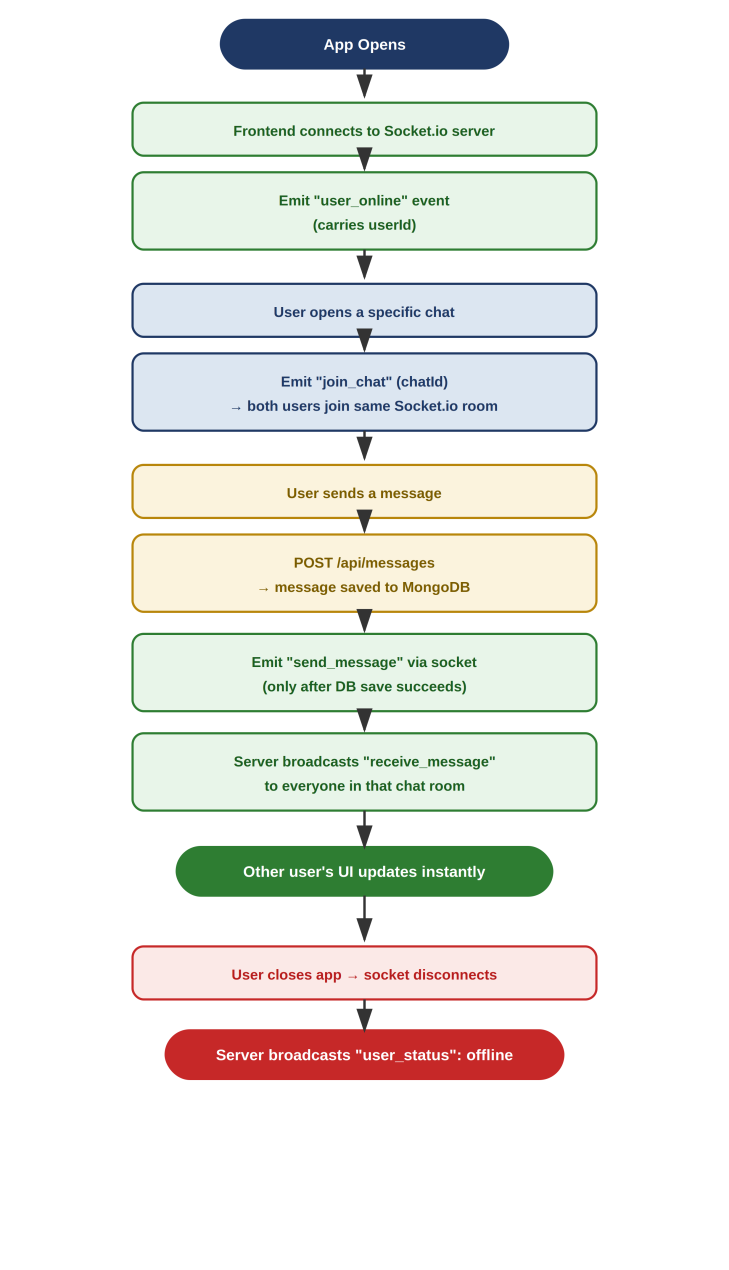 App Opens
Frontend connects to Socket.io server
Emit "user_online" event
(carries userId)
User opens a specific chat
Emit "join_chat" (chatId)
→ both users join same Socket.io room
User sends a message
POST /api/messages
→ message saved to MongoDB
Emit "send_message" via socket
(only after DB save succeeds)
Server broadcasts "receive_message"
to everyone in that chat room
Other user's UI updates instantly
User closes app → socket disconnects
Server broadcasts "user_status": offline